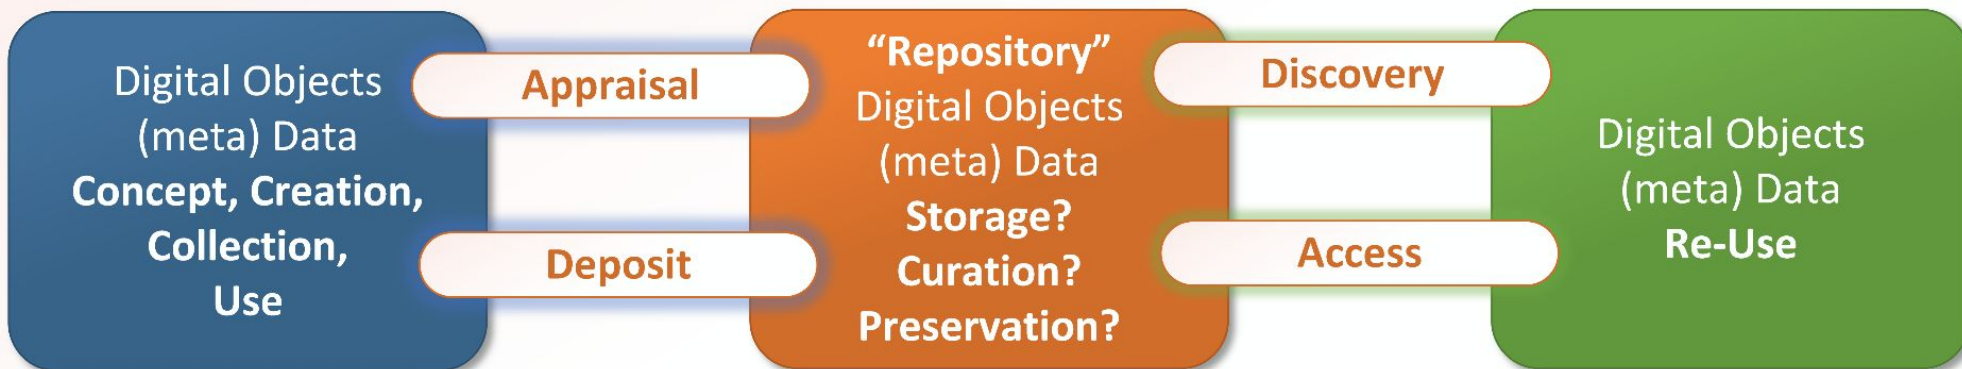 Digital Objects
(meta) Data
Concept, Creation,
Collection,
Use
Appraisal
Deposit
“Repository”
Digital Objects
(meta) Data
Storage?
Curation?
Preservation?
Discovery
Access
Digital Objects
(meta) Data
Re-Use